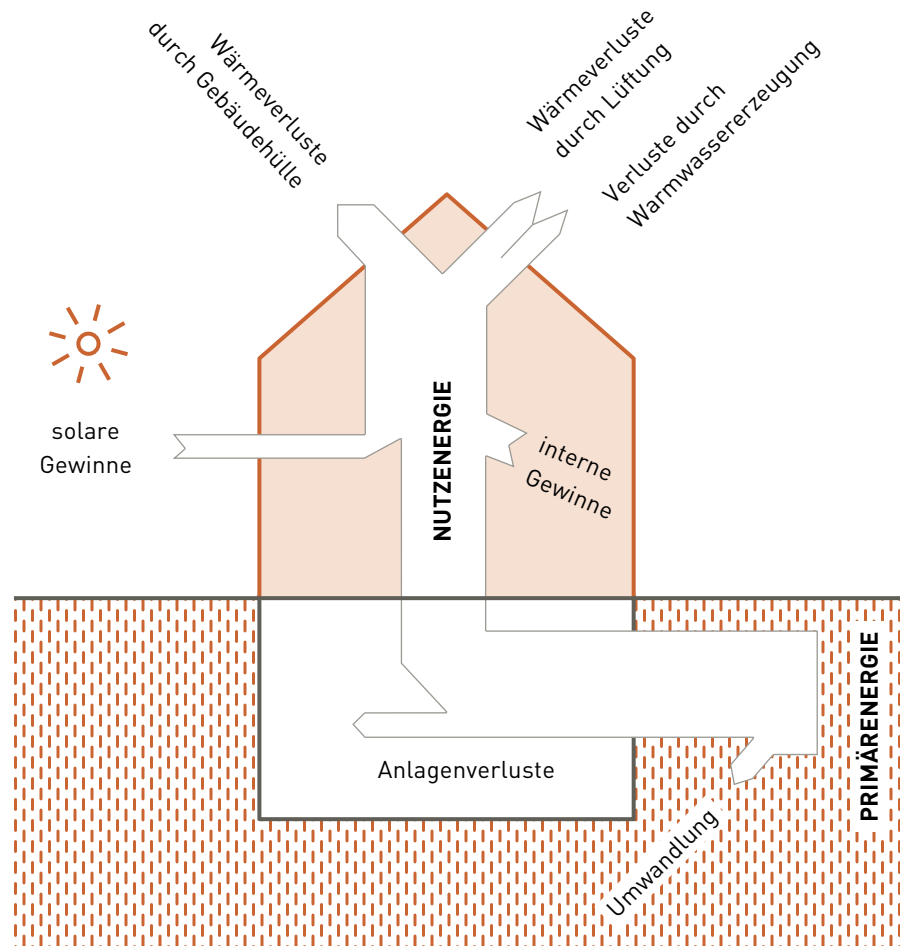 Wärmeverluste
durch Gebäudehülle
Wärmeverluste
durch Lüftung
Verluste durch
Warmwassererzeugung
solare
Gewinne
NUTZENERGIE
interne
Gewinne
PRIMÄRENERGIE
Anlagenverluste
Umwandlung